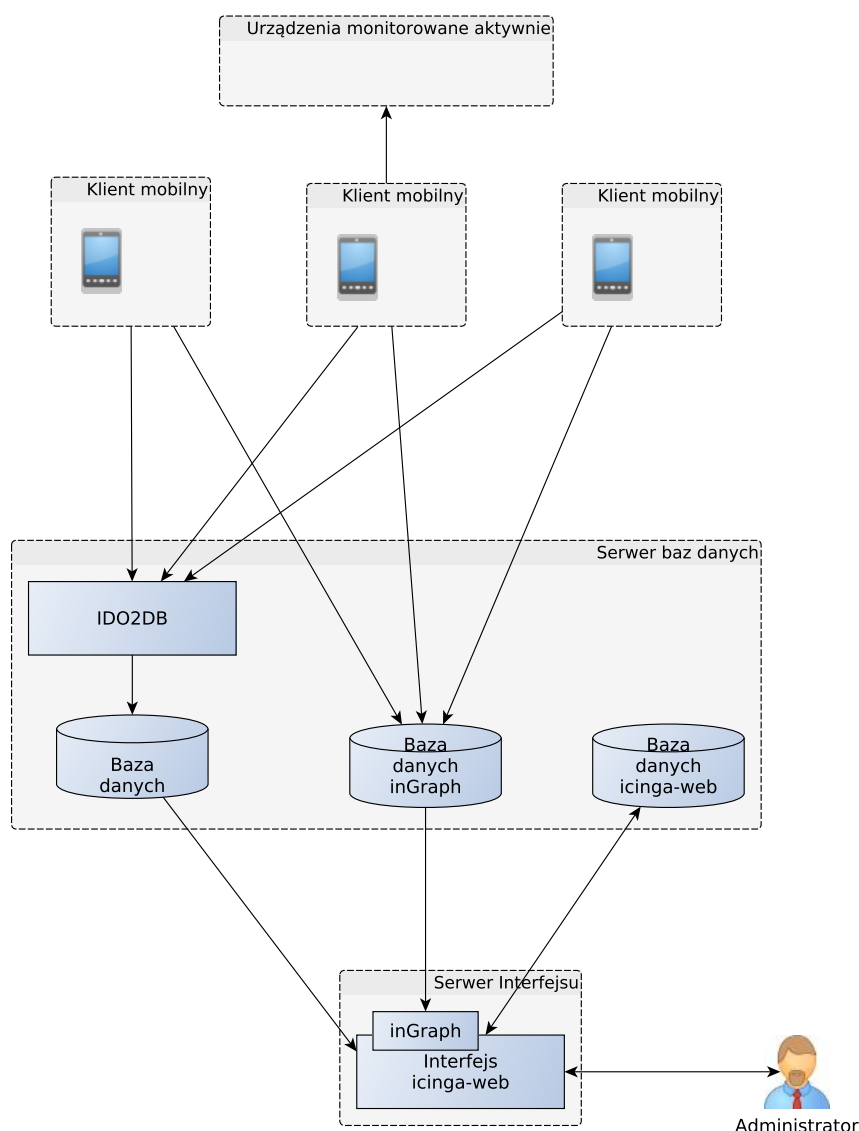 Urządzenia monitorowane aktywnie
Klient mobilny
Klient mobilny
Klient mobilny
Serwer baz danych
IDO2DB
Baza
danych
Baza
danych
inGraph
Baza
danych
icinga-web
Serwer Interfejsu
inGraph
Interfejs
icinga-web
Administrator